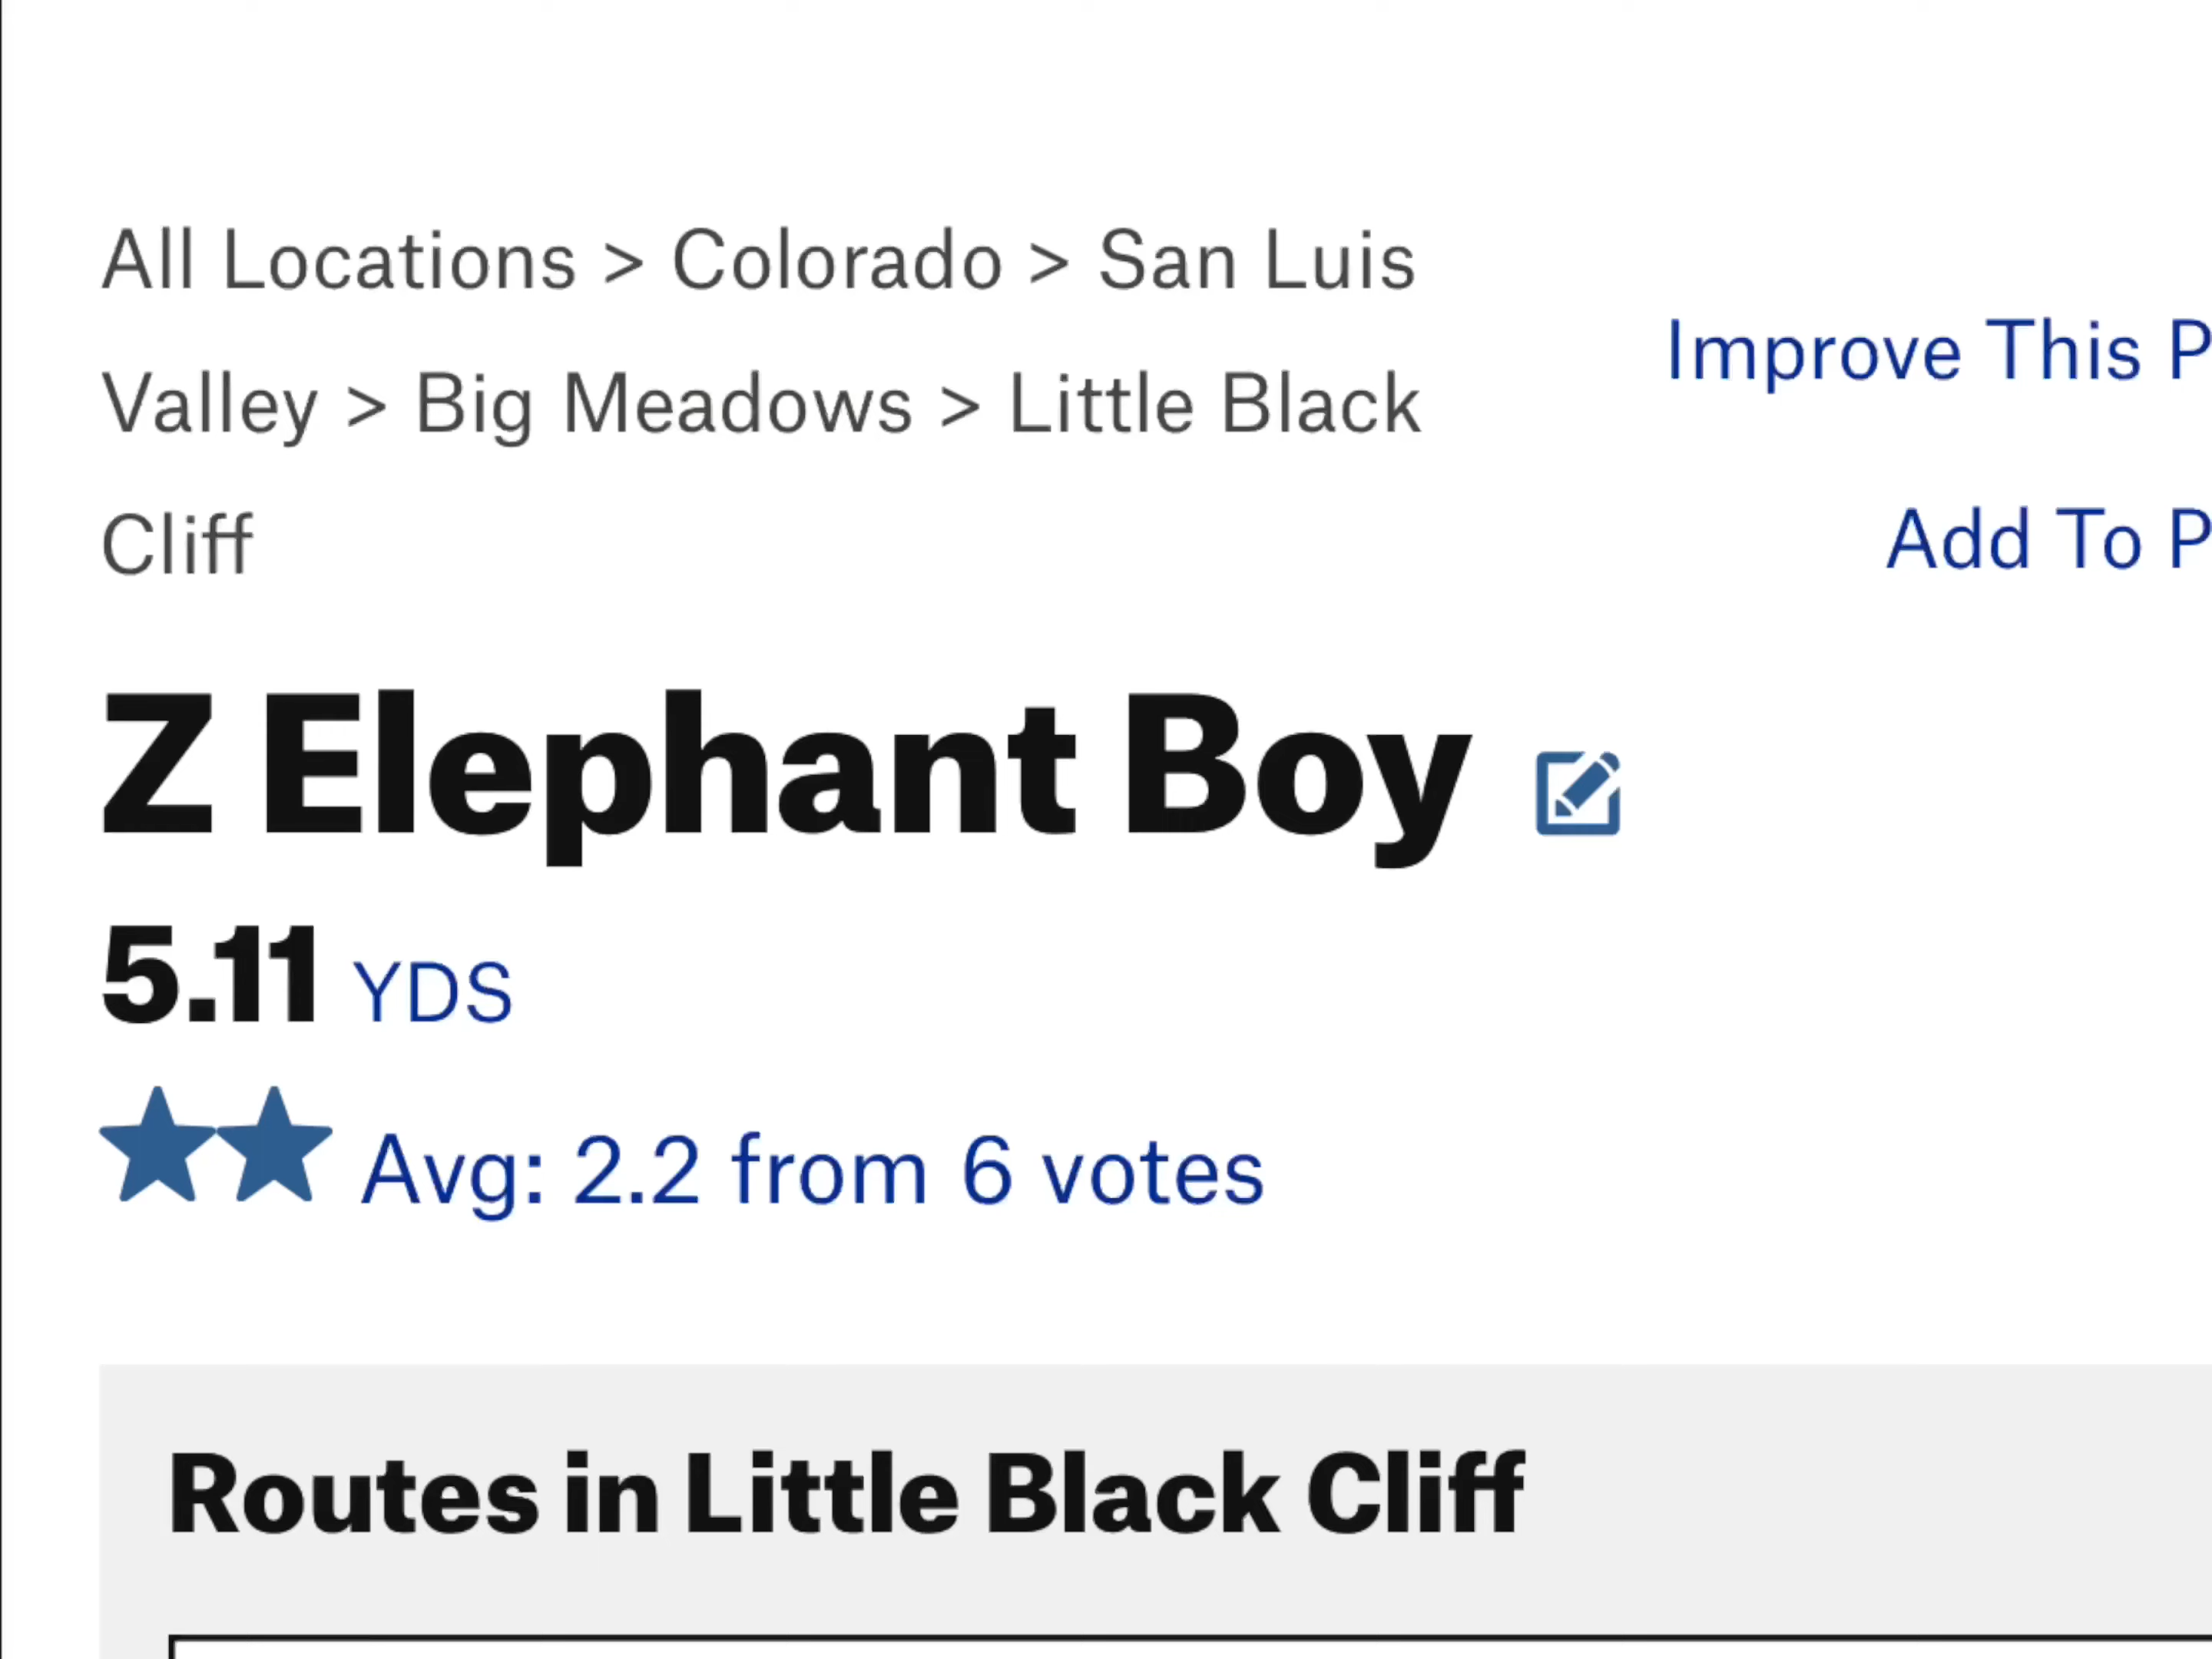 All Locations > Colorado > San Luis
Valley > Big Meadows > Little Black
Cliff
Improve This P
Add To P
Z Elephant Boy
5.11 YDS
Avg: 2.2 from 6 votes
Routes in Little Black Cliff